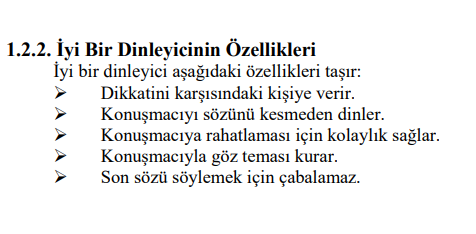 1.2.2. İyi Bir Dinleyicinin Özellikleri
İyi bir dinleyici aşağıdaki özellikleri taşır:
➢ Dikkatini karşısındaki kişiye verir.
➢ Konuşmacıyı sözünü kesmeden dinler.
➢ Konuşmacıya rahatlaması için kolaylık sağlar.
➢ Konuşmacıyla göz teması kurar.
➢ Son sözü söylemek için çabalamaz.